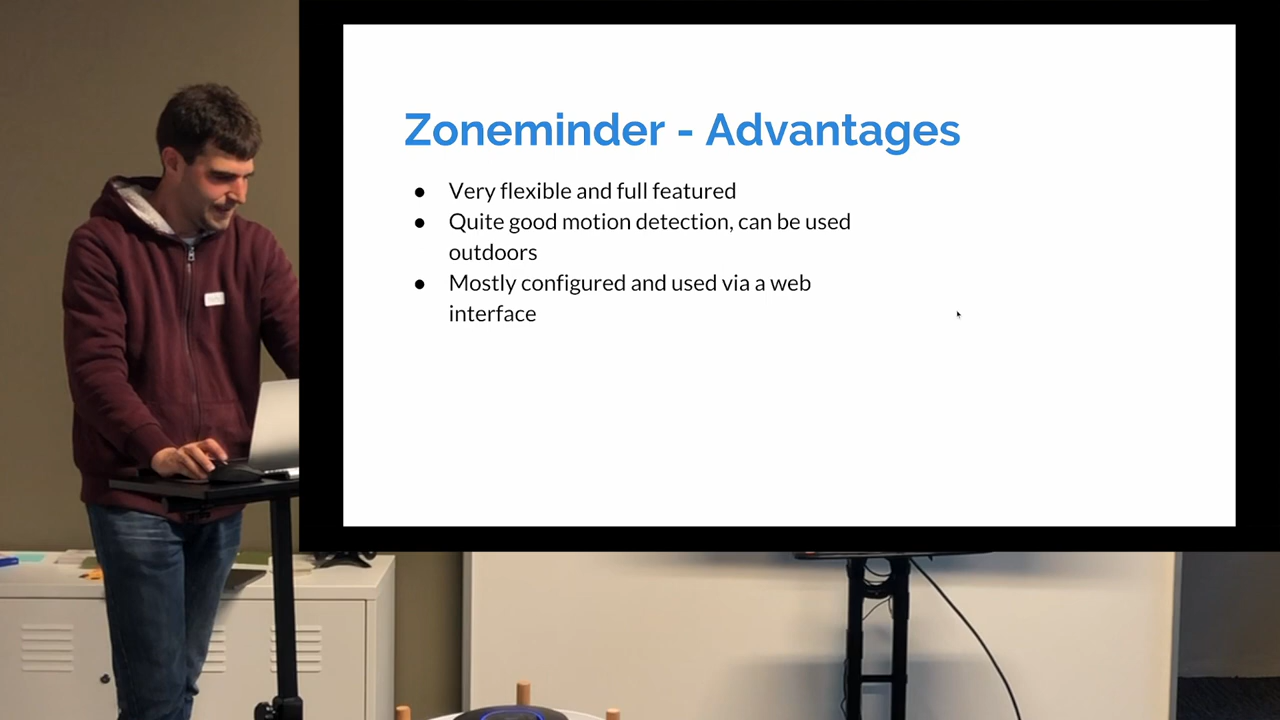 Zoneminder - Advantages
● Very flexible and full featured
● Quite good motion detection, can be used
outdoors
● Mostly configured and used via a web
interface